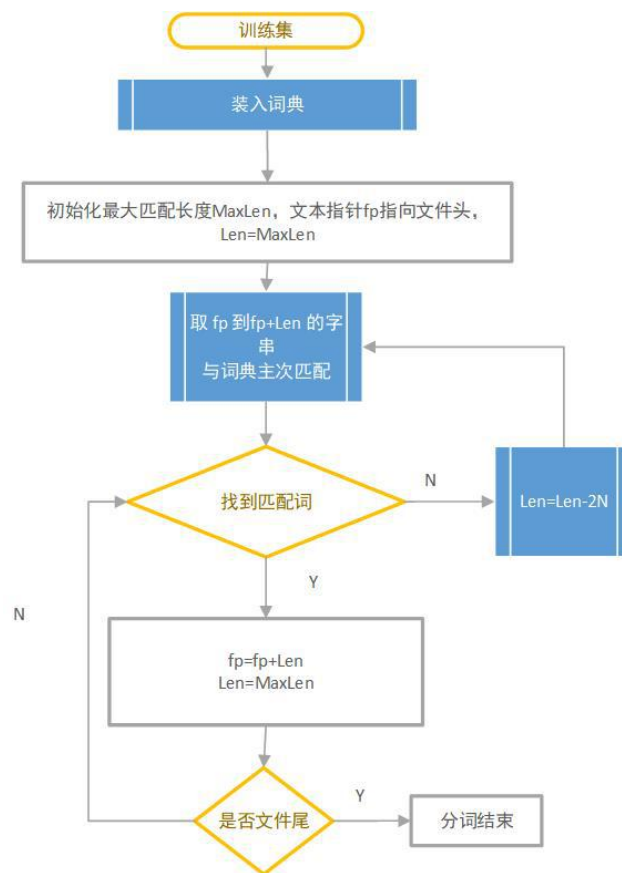 训练集
装入词典
初始化最大匹配长度MaxLen，文本指针fp指向文件头，
Len=MaxLen
取 fp 到fp+Len 的字
串
与词典主次匹配
找到匹配词
N
Len=Len-2N
Y
N
fp=fp+Len
Len=MaxLen
是否文件尾
Y
分词结束